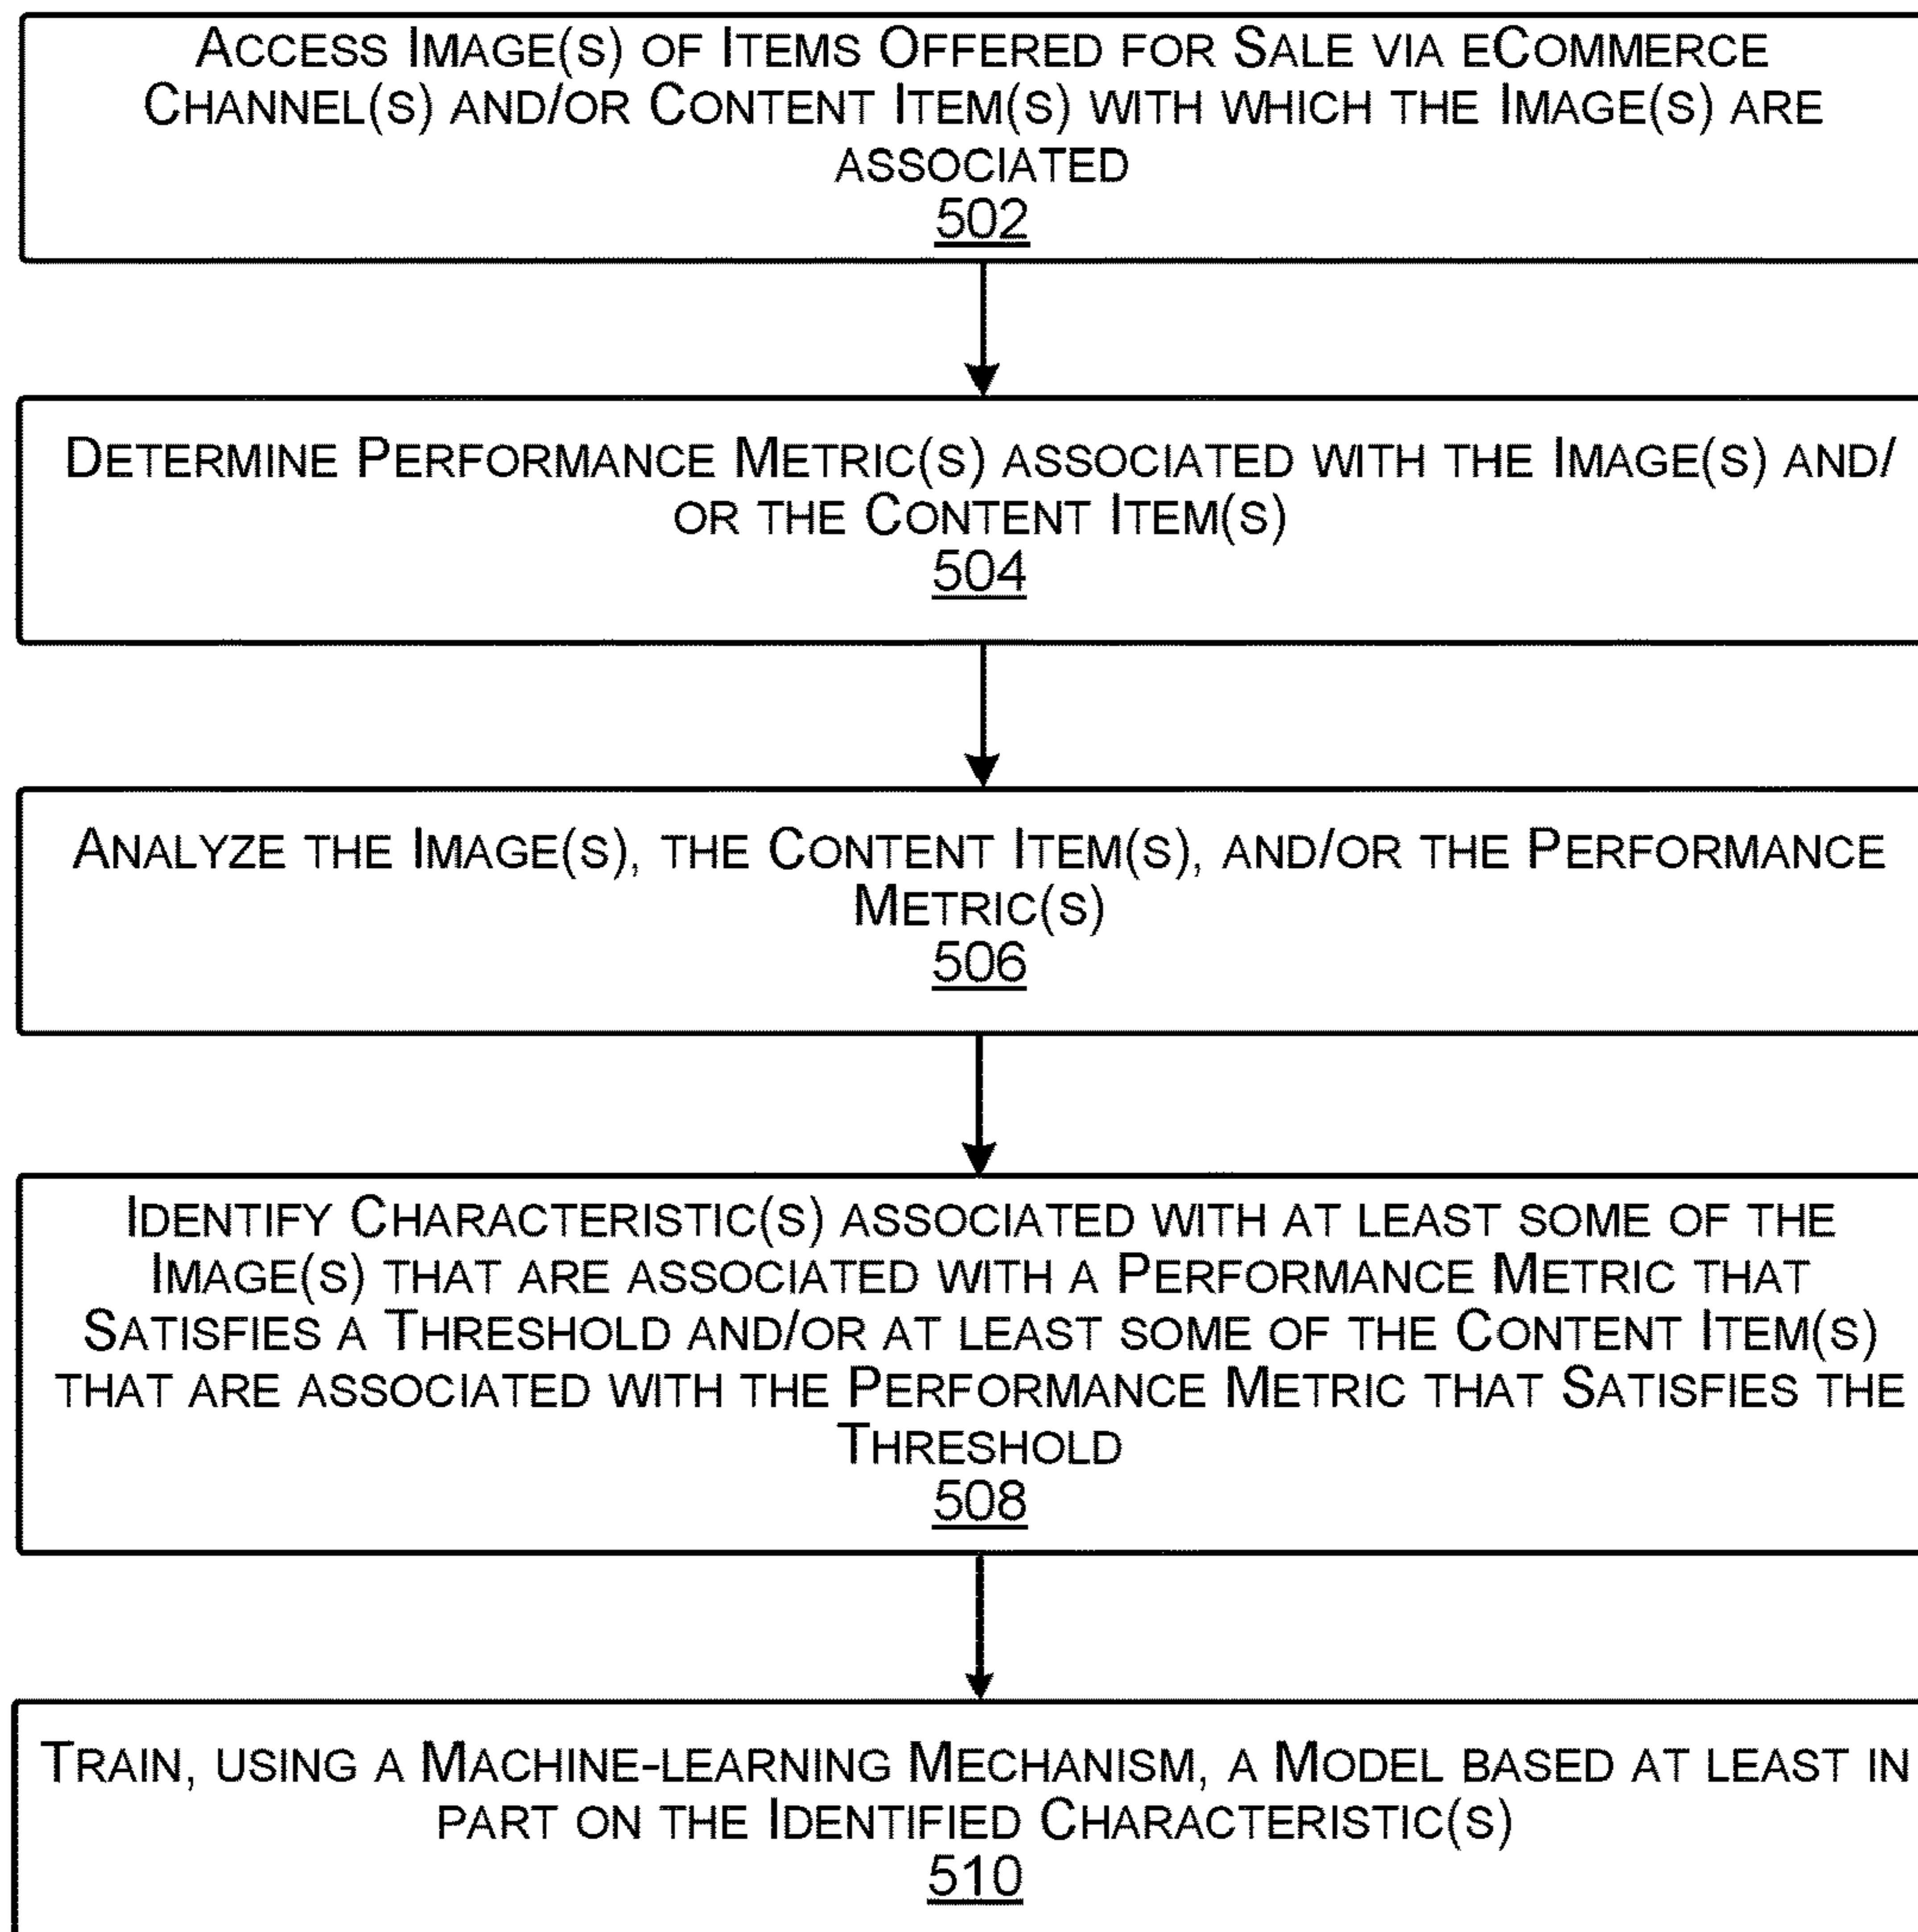 ACCESS IMAGE(S) OF ITEMS OFFERED FOR SALE VIA ECOMMERCE
CHANNEL(S) AND/OR CONTENT ITEM(S) WITH WHICH THE IMAGE(S) ARE
ASSOCIATED
502
DETERMINE PERFORMANCE METRIC(S) ASSOCIATED WITH THE IMAGE(S) AND/
OR THE CONTENT ITEM(S)
504
ANALYZE THE IMAGE(S), THE CONTENT ITEM(S), AND/OR THE PERFORMANCE
METRIC(S)
506
IDENTIFY CHARACTERISTIC(S) ASSOCIATED WITH AT LEAST SOME OF THE
IMAGE(S) THAT ARE ASSOCIATED WITH A PERFORMANCE METRIC THAT
SATISFIES A THRESHOLD AND/OR AT LEAST SOME OF THE CONTENT ITEM(S)
THAT ARE ASSOCIATED WITH THE PERFORMANCE METRIC THAT SATISFIES THE
THRESHOLD
508
TRAIN, USING A MACHINE-LEARNING MECHANISM, A MODEL BASED AT LEAST IN
PART ON THE IDENTIFIED CHARACTERISTIC(S)
510